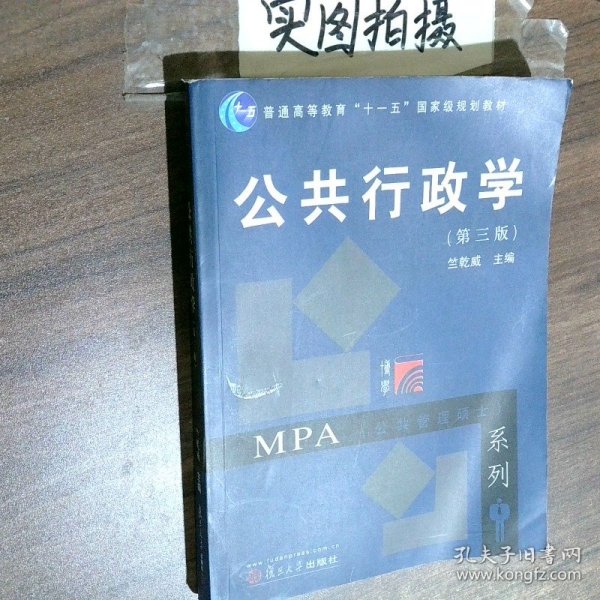 实图拍摄
十一五
普通高等教育“十一五”国家级规划教材
公共行政学
(第三版)
竺乾威 主编
博学
MPA
(公共管理硕士)
系列
www.fudanpress.com.cn
复旦大学出版社
孔夫子旧书网
www.kongfz.com